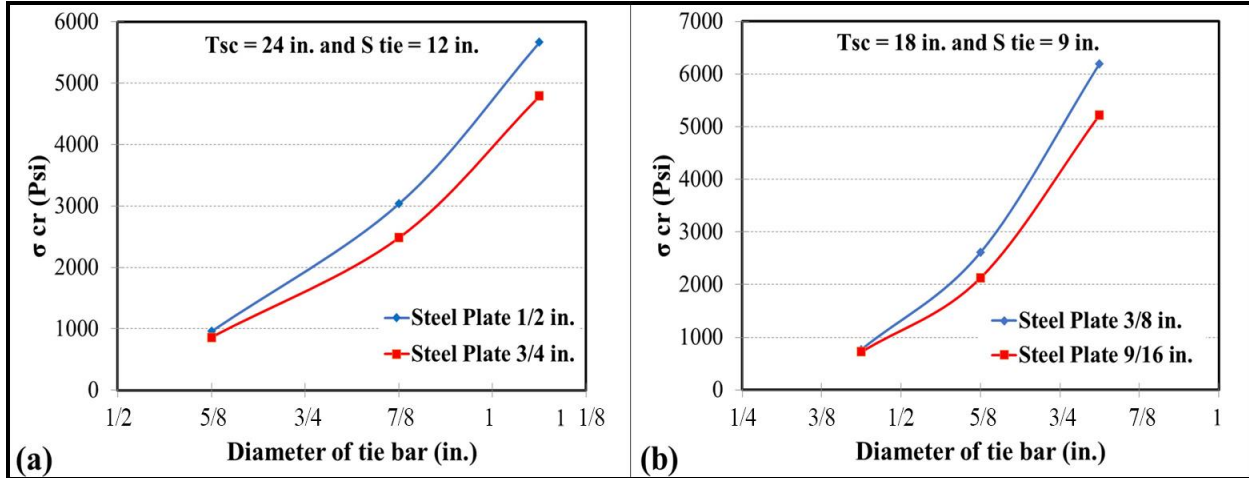 Tsc = 24 in. and S tie = 12 in.
6000
5000
4000
3000
2000
1000
0
σ cr (Psi)
Steel Plate 1/2 in.
Steel Plate 3/4 in.
1/2 5/8 3/4 7/8 1 1 1/8
Diameter of tie bar (in.)
(a)
Tsc = 18 in. and S tie = 9 in.
7000
6000
5000
4000
3000
2000
1000
0
σ cr (Psi)
Steel Plate 3/8 in.
Steel Plate 9/16 in.
1/4 3/8 1/2 5/8 3/4 7/8 1
Diameter of tie bar (in.)
(b)